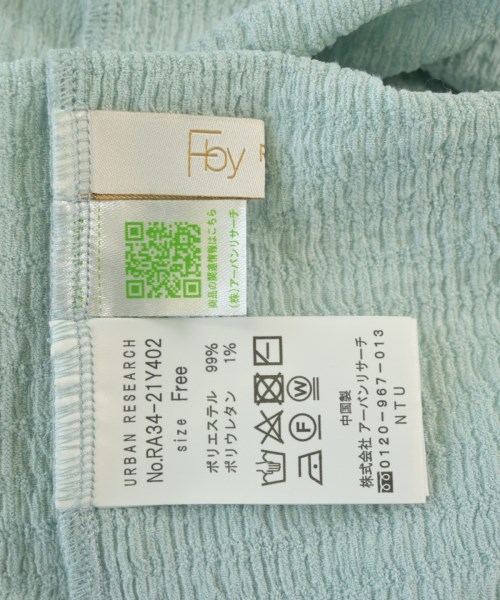 Fby
商品の関連情報はこちら
(株)アーバンリサーチ
URBAN RESEARCH
No.RA34-21Y402
size Free
ポリエステル 99%
ポリウレタン 1%
F W
中国製
株式会社 アーバンリサーチ
0120-967-013
NTU